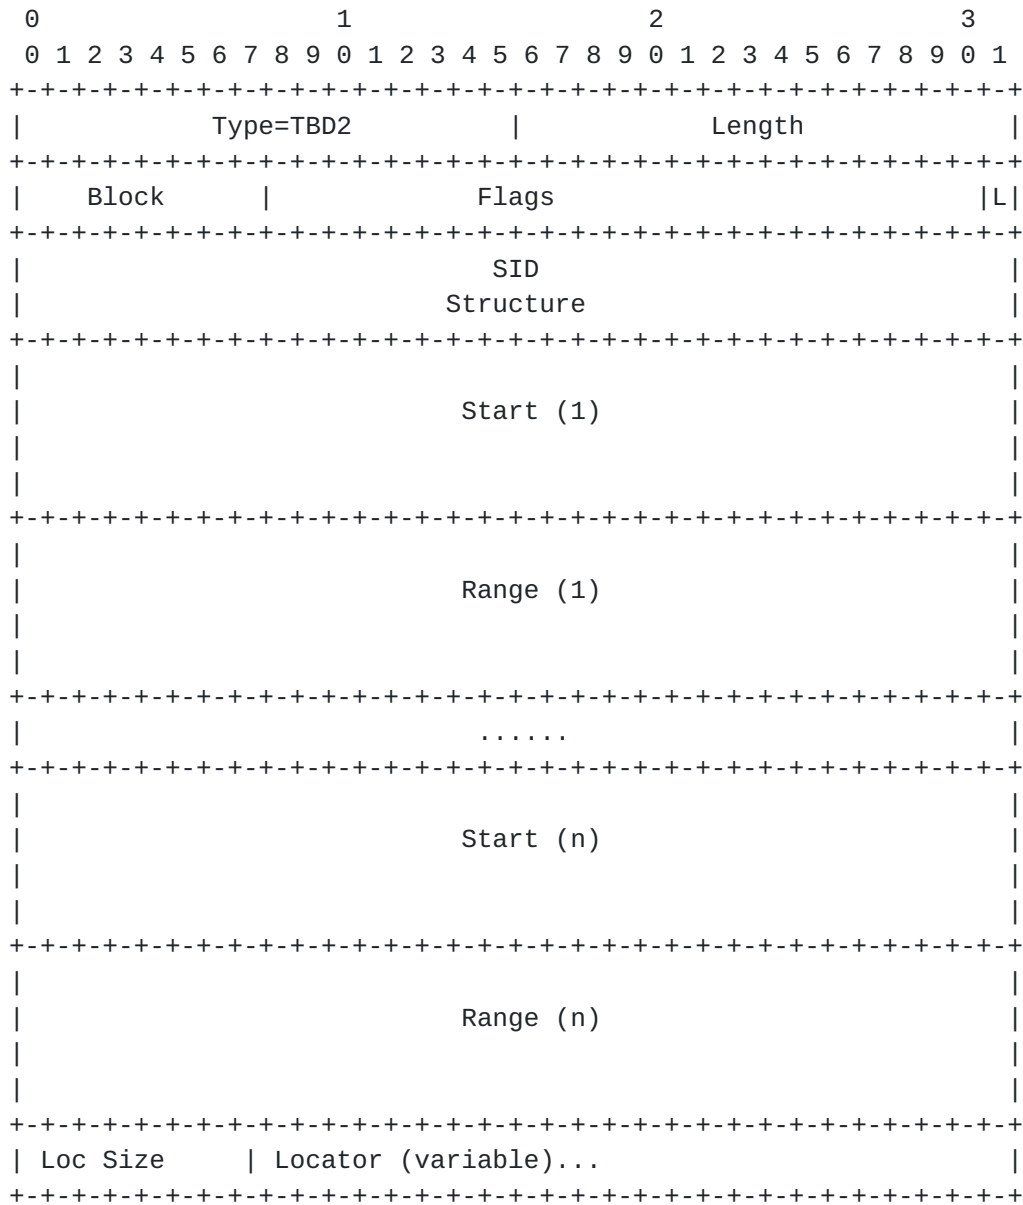 0                   1                   2                   3
 0 1 2 3 4 5 6 7 8 9 0 1 2 3 4 5 6 7 8 9 0 1 2 3 4 5 6 7 8 9 0 1
+-+-+-+-+-+-+-+-+-+-+-+-+-+-+-+-+-+-+-+-+-+-+-+-+-+-+-+-+-+-+-+-+
|            Type=TBD2          |            Length             |
+-+-+-+-+-+-+-+-+-+-+-+-+-+-+-+-+-+-+-+-+-+-+-+-+-+-+-+-+-+-+-+-+
|    Block      |             Flags                           |L|
+-+-+-+-+-+-+-+-+-+-+-+-+-+-+-+-+-+-+-+-+-+-+-+-+-+-+-+-+-+-+-+-+
|                              SID                              |
|                           Structure                           |
+-+-+-+-+-+-+-+-+-+-+-+-+-+-+-+-+-+-+-+-+-+-+-+-+-+-+-+-+-+-+-+-+
|                                                               |
|                            Start (1)                          |
|                                                               |
|                                                               |
+-+-+-+-+-+-+-+-+-+-+-+-+-+-+-+-+-+-+-+-+-+-+-+-+-+-+-+-+-+-+-+-+
|                                                               |
|                            Range (1)                          |
|                                                               |
|                                                               |
+-+-+-+-+-+-+-+-+-+-+-+-+-+-+-+-+-+-+-+-+-+-+-+-+-+-+-+-+-+-+-+-+
|                             ......                            |
+-+-+-+-+-+-+-+-+-+-+-+-+-+-+-+-+-+-+-+-+-+-+-+-+-+-+-+-+-+-+-+-+
|                                                               |
|                            Start (n)                          |
|                                                               |
|                                                               |
+-+-+-+-+-+-+-+-+-+-+-+-+-+-+-+-+-+-+-+-+-+-+-+-+-+-+-+-+-+-+-+-+
|                                                               |
|                            Range (n)                          |
|                                                               |
|                                                               |
+-+-+-+-+-+-+-+-+-+-+-+-+-+-+-+-+-+-+-+-+-+-+-+-+-+-+-+-+-+-+-+-+
| Loc Size     | Locator (variable)...                          |
+-+-+-+-+-+-+-+-+-+-+-+-+-+-+-+-+-+-+-+-+-+-+-+-+-+-+-+-+-+-+-+-+